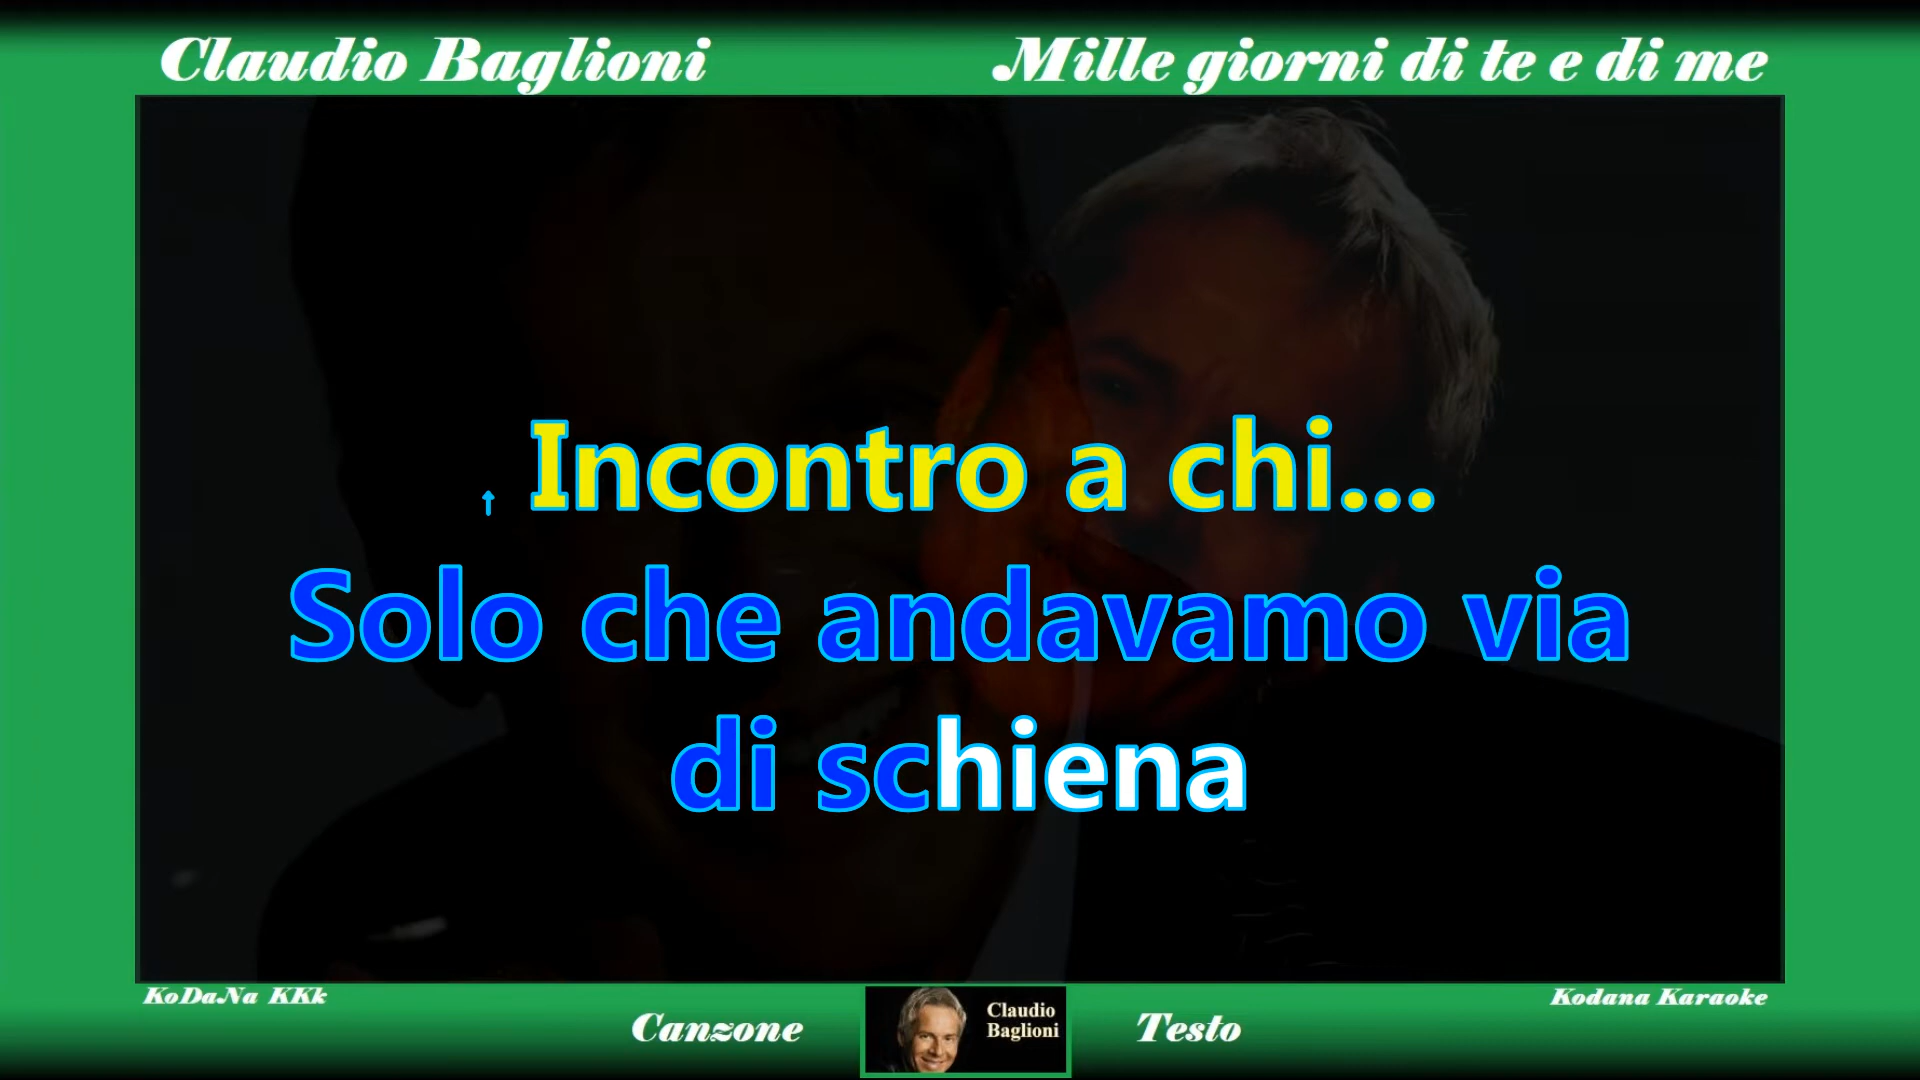 Claudio Baglioni
Mille giorni di te e di me
Incontro a chi...
Solo che andavamo via
di schiena
KoDaNa KKk
Kodana Karaoke
Canzone
Claudio
Baglioni
Testo